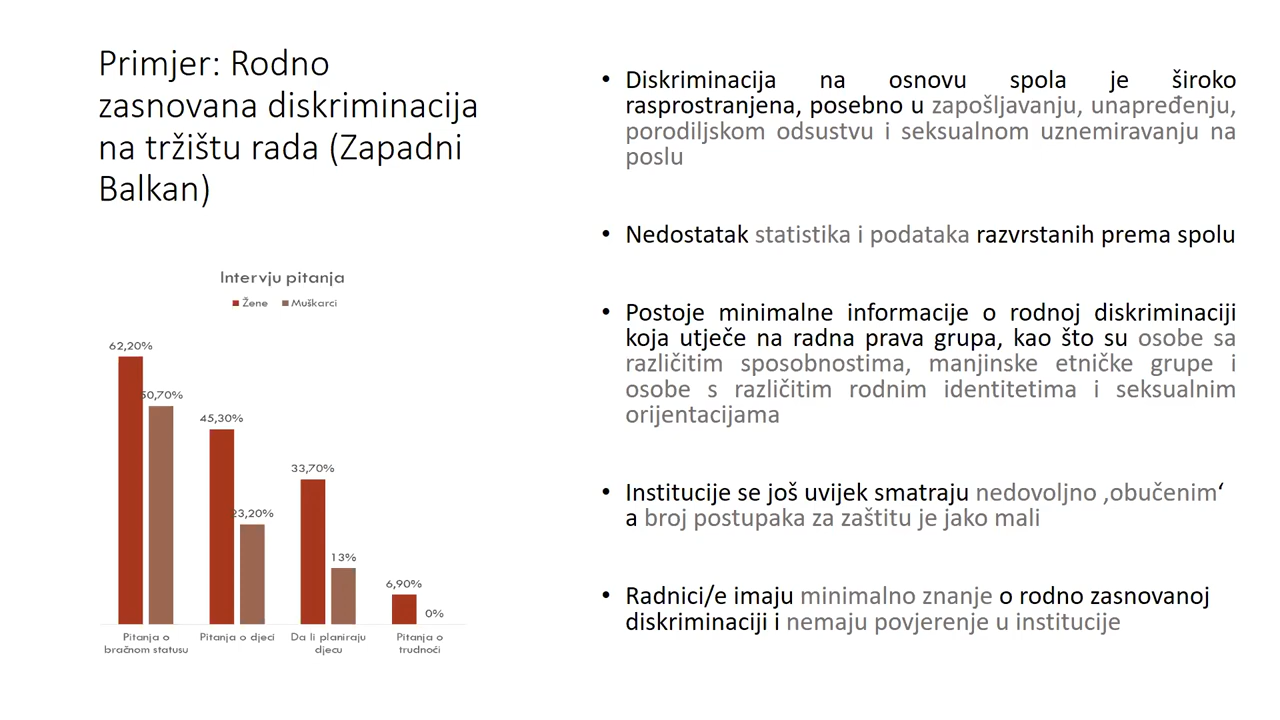 Primjer: Rodno
zasnovana diskriminacija
na tržištu rada (Zapadni
Balkan)
Intervju pitanja
Žene Muškarci
62,20%
50,70%
45,30%
23,20%
33,70%
13%
6,90%
0%
Pitanja o
bračnom statusu
Pitanja o djeci
Da li planiraju
djecu
Pitanja o
trudnoći
• Diskriminacija na osnovu spola je široko
rasprostranjena, posebno u zapošljavanju, unapređenju,
porodiljskom odsustvu i seksualnom uznemiravanju na
poslu
• Nedostatak statistika i podataka razvrstanih prema spolu
• Postoje minimalne informacije o rodnoj diskriminaciji
koja utječe na radna prava grupa, kao što su osobe sa
različitim sposobnostima, manjinske etničke grupe i
osobe s različitim rodnim identitetima i seksualnim
orijentacijama
• Institucije se još uvijek smatraju nedovoljno ‚obučenim‘
a broj postupaka za zaštitu je jako mali
• Radnici/e imaju minimalno znanje o rodno zasnovanoj
diskriminaciji i nemaju povjerenje u institucije